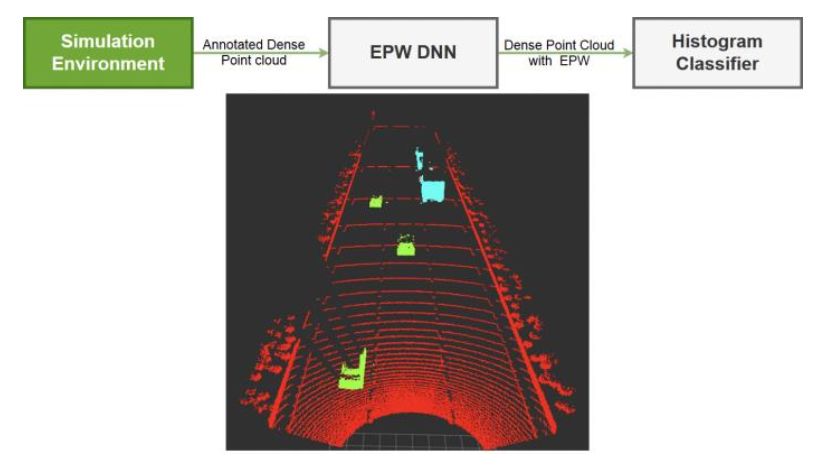 Simulation
Environment
Annotated Dense
Point cloud
EPW DNN
Dense Point Cloud
with EPW
Histogram
Classifier